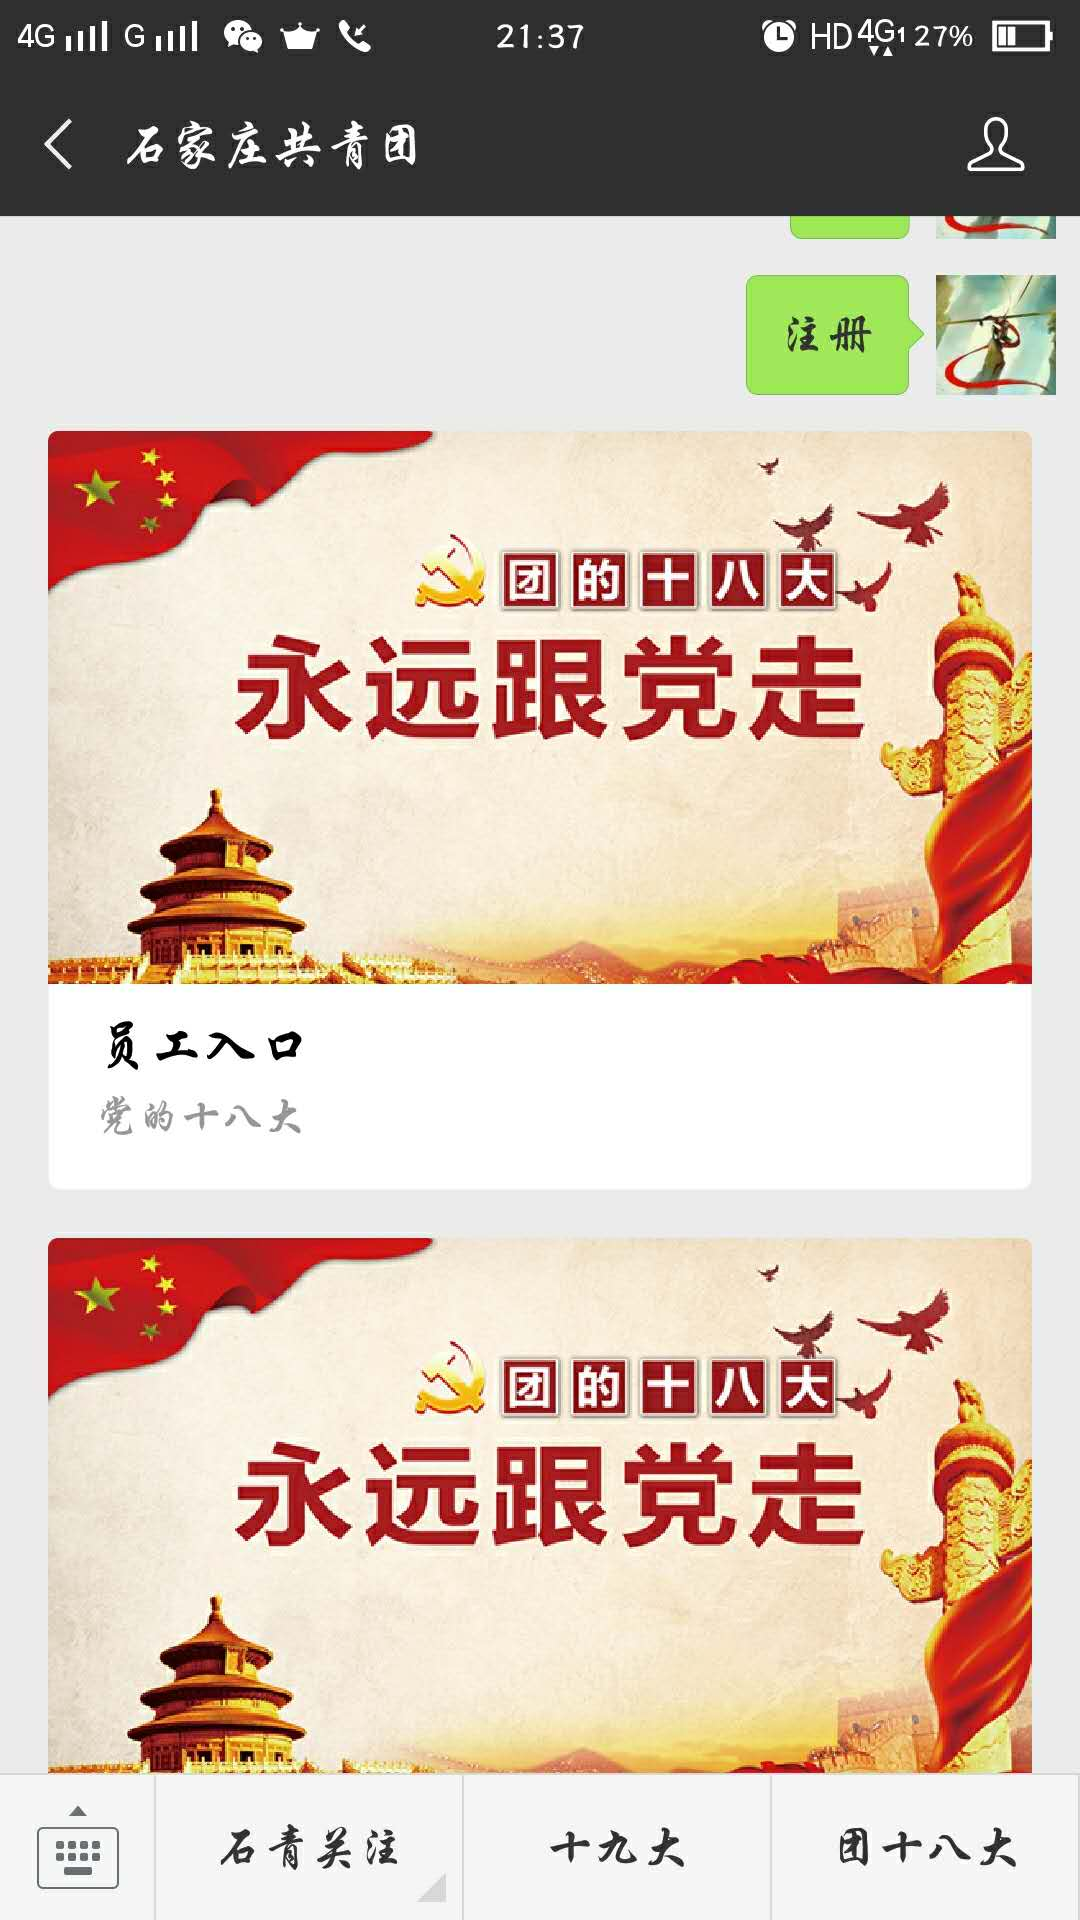 4G G 21:37 HD 4G1 27%
石家庄共青团
注册
团的十八大
永远跟党走
员工入口
党的十八大
团的十八大
永远跟党走
石青关注 十九大 团十八大